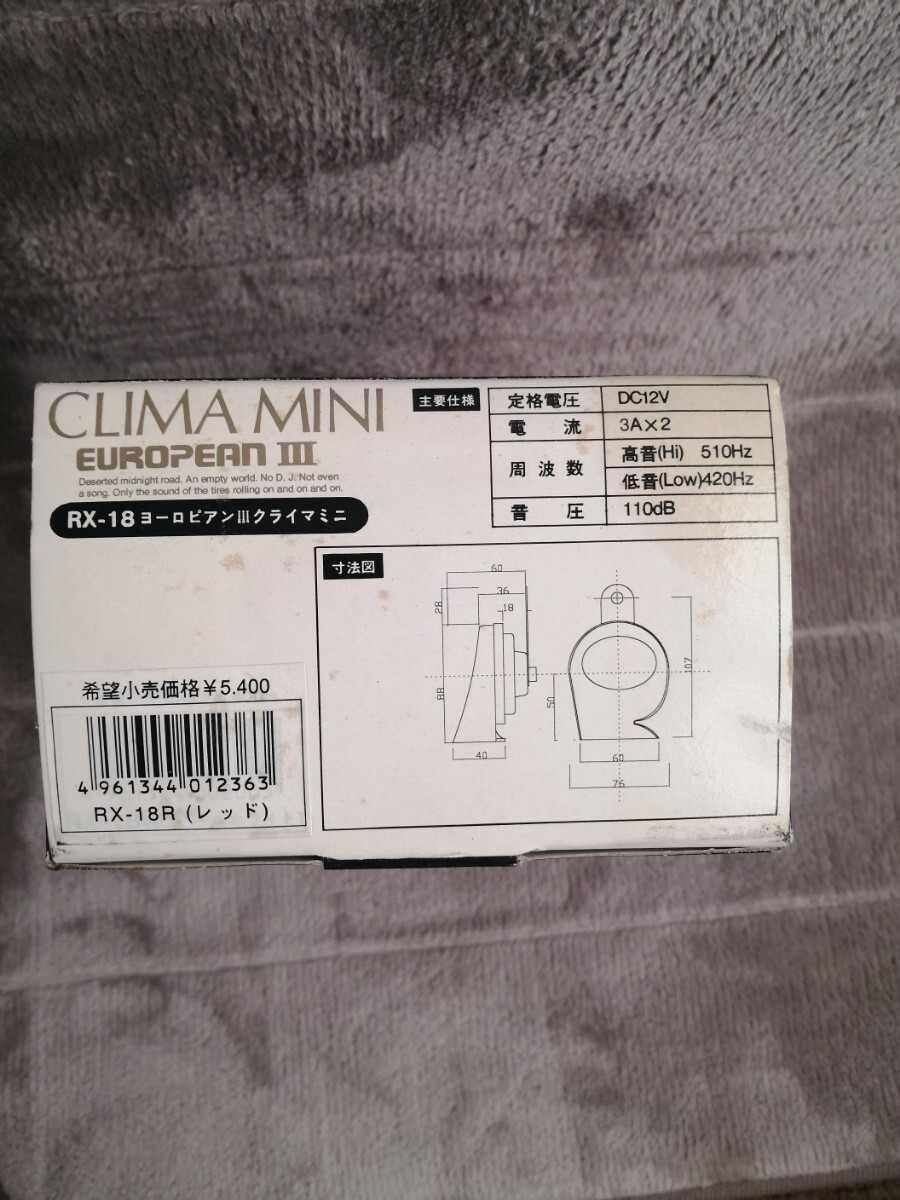 CLIMA MINI
EUROPEAN III
Deserted midnight road. An empty world. No D. J. Not even
a song. Only the sound of the tires rolling on and on and on.
RX-18 ヨーロピアンIIIクライマミニ
主要仕様
定格電圧 DC12V
電流 3A×2
周波数 高音(Hi) 510Hz
低音(Low)420Hz
音圧 110dB
寸法図
60
36
18
28
88
40
50
107
60
76
希望小売価格¥5.400
4 961344 012363
RX-18R (レッド)